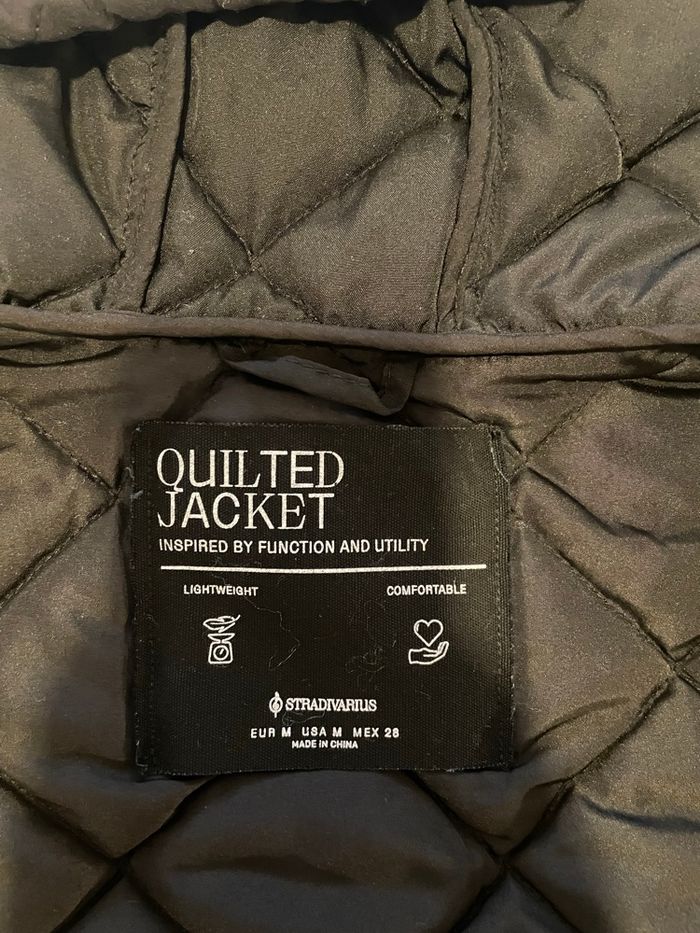 QUILTED
JACKET
INSPIRED BY FUNCTION AND UTILITY
LIGHTWEIGHT COMFORTABLE
STRADIVARIUS
EUR M USA M MEX 28
MADE IN CHINA